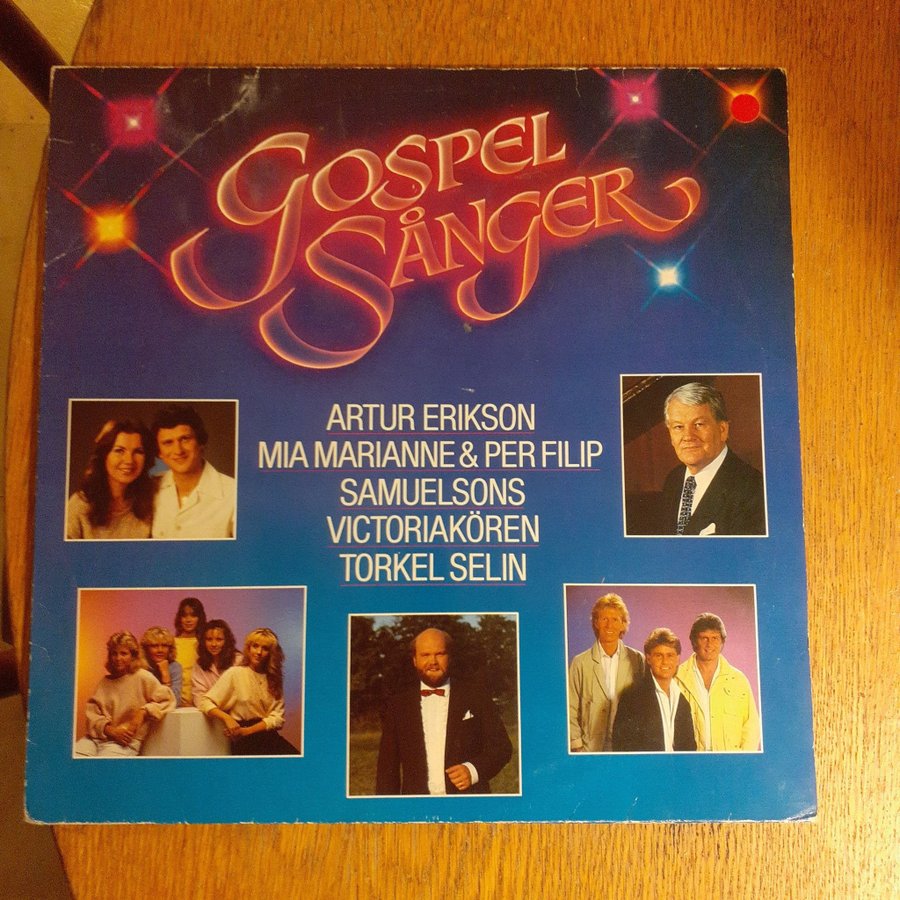 GOSPEL
SÅNGER
ARTUR ERIKSON
MIA MARIANNE & PER FILIP
SAMUELSONS
VICTORIAKÖREN
TORKEL SELIN